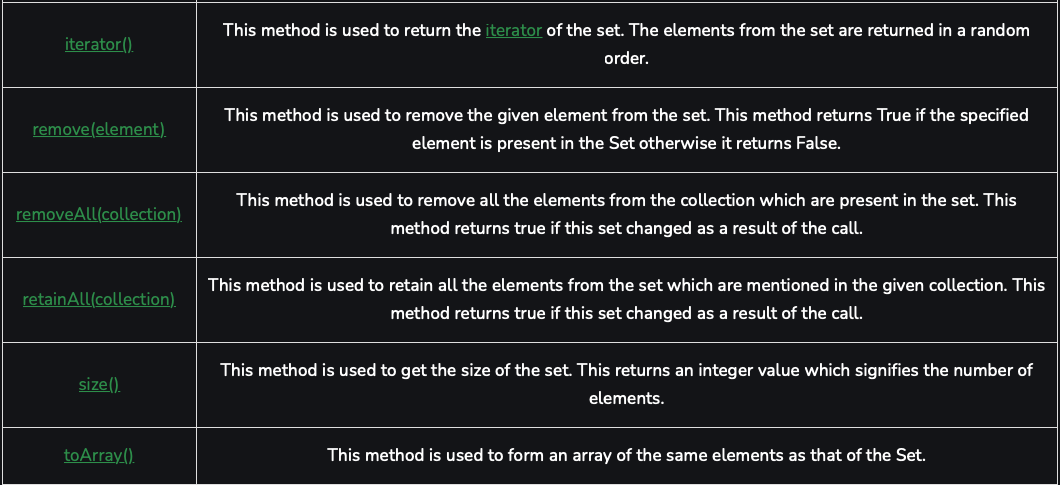 iterator()
This method is used to return the iterator of the set. The elements from the set are returned in a random
order.
remove(element)
This method is used to remove the given element from the set. This method returns True if the specified
element is present in the Set otherwise it returns False.
removeAll(collection)
This method is used to remove all the elements from the collection which are present in the set. This
method returns true if this set changed as a result of the call.
retainAll(collection)
This method is used to retain all the elements from the set which are mentioned in the given collection. This
method returns true if this set changed as a result of the call.
size()
This method is used to get the size of the set. This returns an integer value which signifies the number of
elements.
toArray()
This method is used to form an array of the same elements as that of the Set.